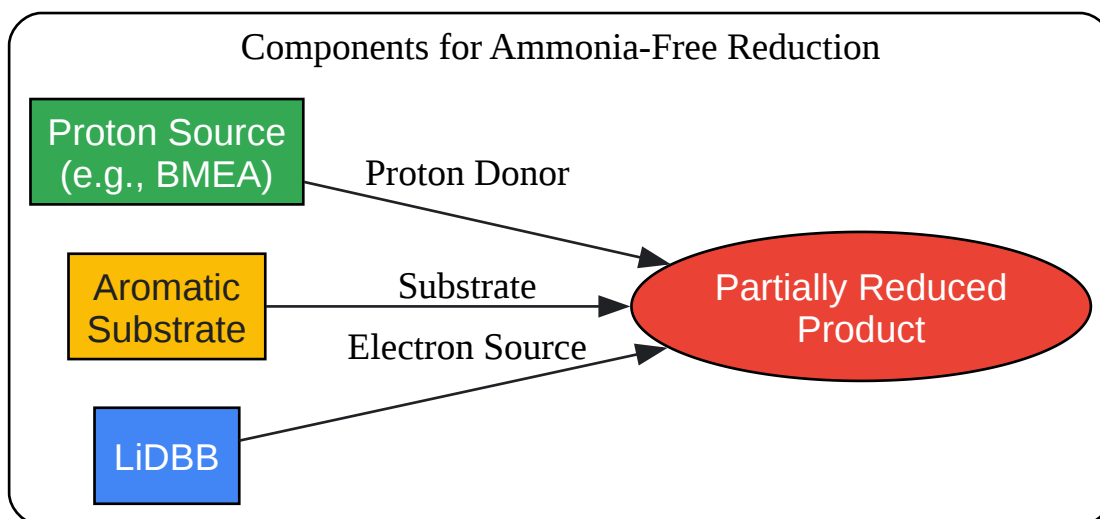 Components for Ammonia-Free Reduction
Proton Source
(e.g., BMEA)
Proton Donor
Aromatic
Substrate
Substrate
Electron Source
LiDBB
Partially Reduced
Product